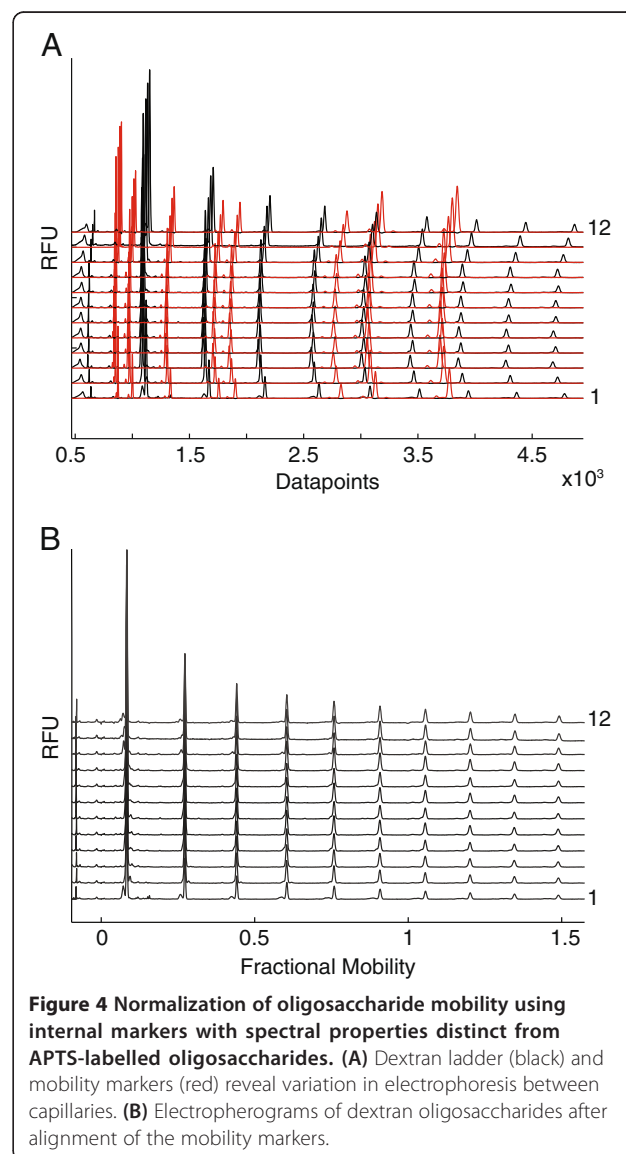 A
RFU
12
1
0.5
1.5
2.5
3.5
4.5
Datapoints
x10³
B
RFU
12
1
0
0.5
1
1.5
Fractional Mobility
Figure 4 Normalization of oligosaccharide mobility using
internal markers with spectral properties distinct from
APTS-labelled oligosaccharides. (A) Dextran ladder (black) and
mobility markers (red) reveal variation in electrophoresis between
capillaries. (B) Electropherograms of dextran oligosaccharides after
alignment of the mobility markers.